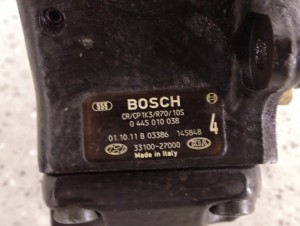 BOSCH
CR/CP1K3/R70/10S
0 445 010 038
01.10.11 B 03386 145848
4
33100-27000
KIA
Made in Italy